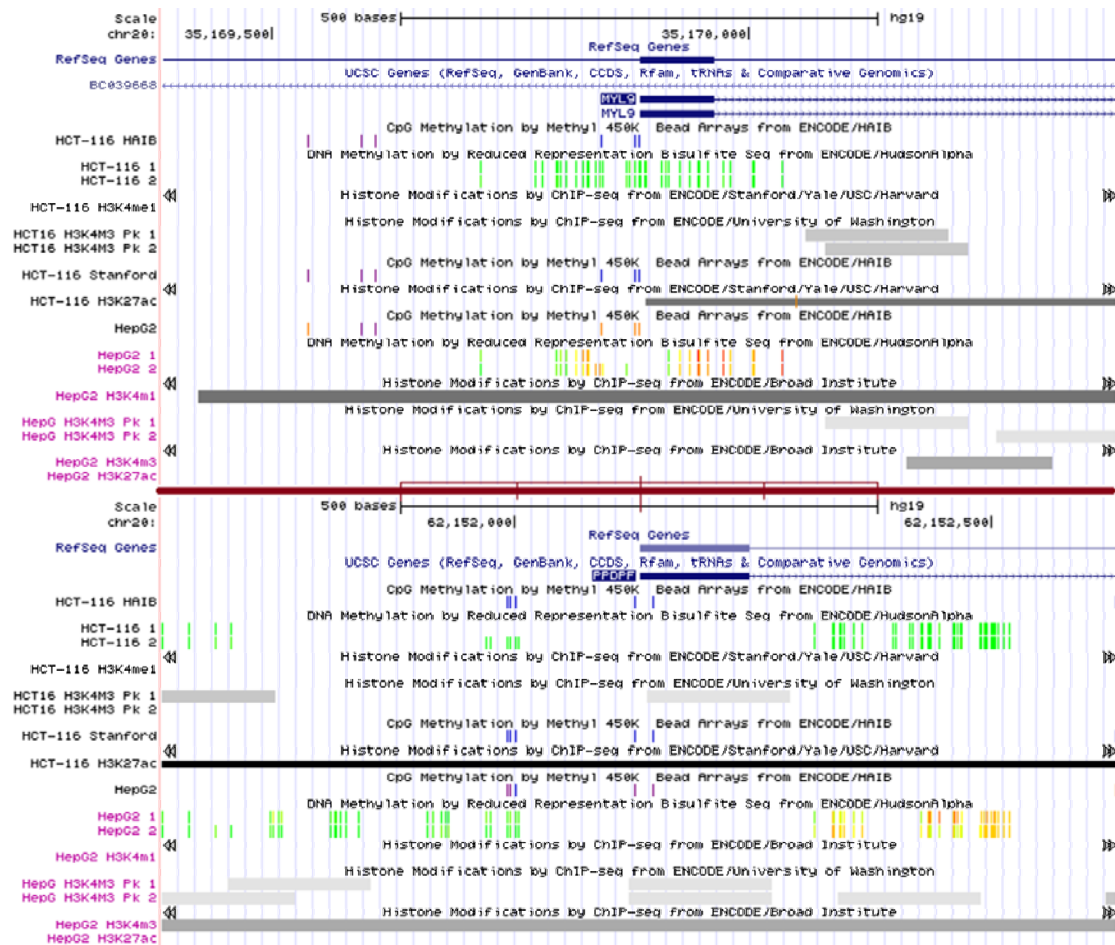 Scale 500 bases hg19
chr20: 35,169,500 35,170,000
RefSeq Genes
RefSeq Genes
UCSC Genes (RefSeq, GenBank, CCDS, Rfam, tRNAs & Comparative Genomics)
BC039668
MYL9
MYL9
CpG Methylation by Methyl 450K Bead Arrays from ENCODE/HAIB
HCT-116 HAIB
DNA Methylation by Reduced Representation Bisulfite Seq from ENCODE/HudsonAlpha
HCT-116 1
HCT-116 2
Histone Modifications by ChIP-seq from ENCODE/Stanford/Yale/USC/Harvard
HCT-116 H3K4me1
Histone Modifications by ChIP-seq from ENCODE/University of Washington
HCT16 H3K4M3 Pk 1
HCT16 H3K4M3 Pk 2
CpG Methylation by Methyl 450K Bead Arrays from ENCODE/HAIB
HCT-116 Stanford
Histone Modifications by ChIP-seq from ENCODE/Stanford/Yale/USC/Harvard
HCT-116 H3K27ac
CpG Methylation by Methyl 450K Bead Arrays from ENCODE/HAIB
HepG2
DNA Methylation by Reduced Representation Bisulfite Seq from ENCODE/HudsonAlpha
HepG2 1
HepG2 2
Histone Modifications by ChIP-seq from ENCODE/Broad Institute
HepG2 H3K4m1
Histone Modifications by ChIP-seq from ENCODE/University of Washington
HepG H3K4M3 Pk 1
HepG H3K4M3 Pk 2
Histone Modifications by ChIP-seq from ENCODE/Broad Institute
HepG2 H3K4m3
HepG2 H3K27ac
Scale 500 bases hg19
chr20: 62,152,000 62,152,500
RefSeq Genes
RefSeq Genes
UCSC Genes (RefSeq, GenBank, CCDS, Rfam, tRNAs & Comparative Genomics)
PPDPF
CpG Methylation by Methyl 450K Bead Arrays from ENCODE/HAIB
HCT-116 HAIB
DNA Methylation by Reduced Representation Bisulfite Seq from ENCODE/HudsonAlpha
HCT-116 1
HCT-116 2
Histone Modifications by ChIP-seq from ENCODE/Stanford/Yale/USC/Harvard
HCT-116 H3K4me1
Histone Modifications by ChIP-seq from ENCODE/University of Washington
HCT16 H3K4M3 Pk 1
HCT16 H3K4M3 Pk 2
CpG Methylation by Methyl 450K Bead Arrays from ENCODE/HAIB
HCT-116 Stanford
Histone Modifications by ChIP-seq from ENCODE/Stanford/Yale/USC/Harvard
HCT-116 H3K27ac
CpG Methylation by Methyl 450K Bead Arrays from ENCODE/HAIB
HepG2
DNA Methylation by Reduced Representation Bisulfite Seq from ENCODE/HudsonAlpha
HepG2 1
HepG2 2
Histone Modifications by ChIP-seq from ENCODE/Broad Institute
HepG2 H3K4m1
Histone Modifications by ChIP-seq from ENCODE/University of Washington
HepG H3K4M3 Pk 1
HepG H3K4M3 Pk 2
Histone Modifications by ChIP-seq from ENCODE/Broad Institute
HepG2 H3K4m3
HepG2 H3K27ac